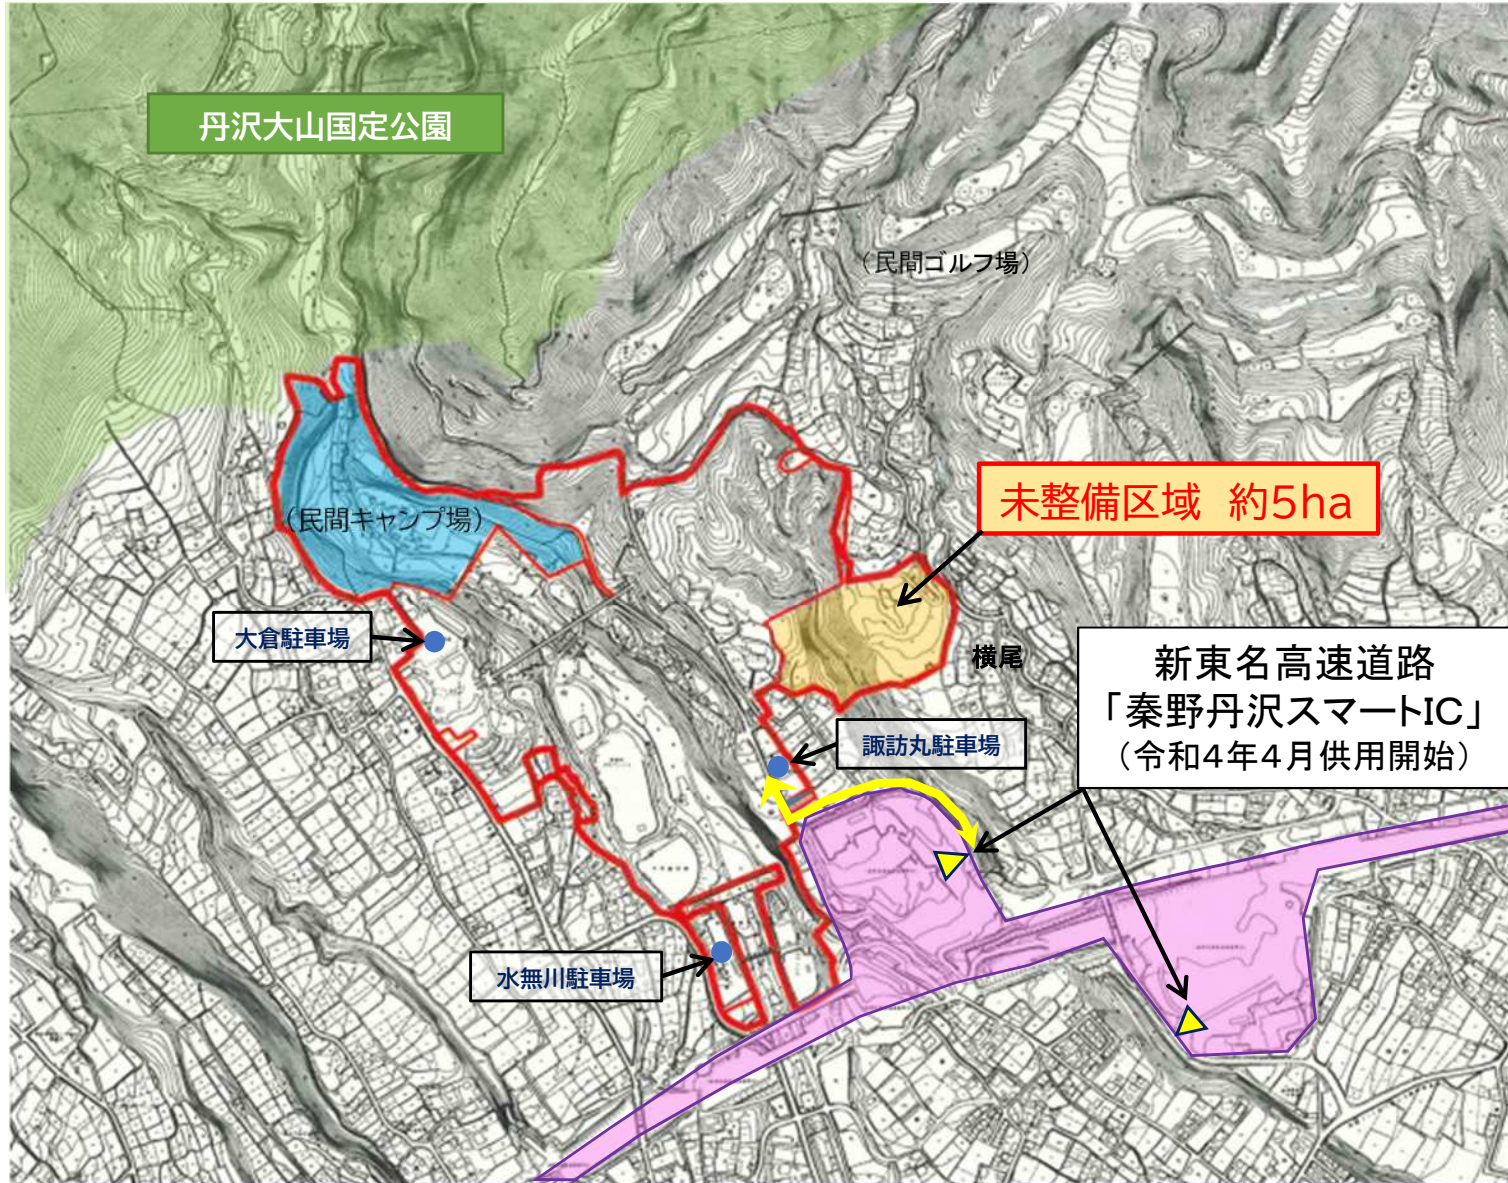 丹沢大山国定公園
（民間ゴルフ場）
未整備区域　約5ha
（民間キャンプ場）
大倉駐車場
横尾
新東名高速道路
「秦野丹沢スマートIC」
（令和4年4月供用開始）
諏訪丸駐車場
水無川駐車場